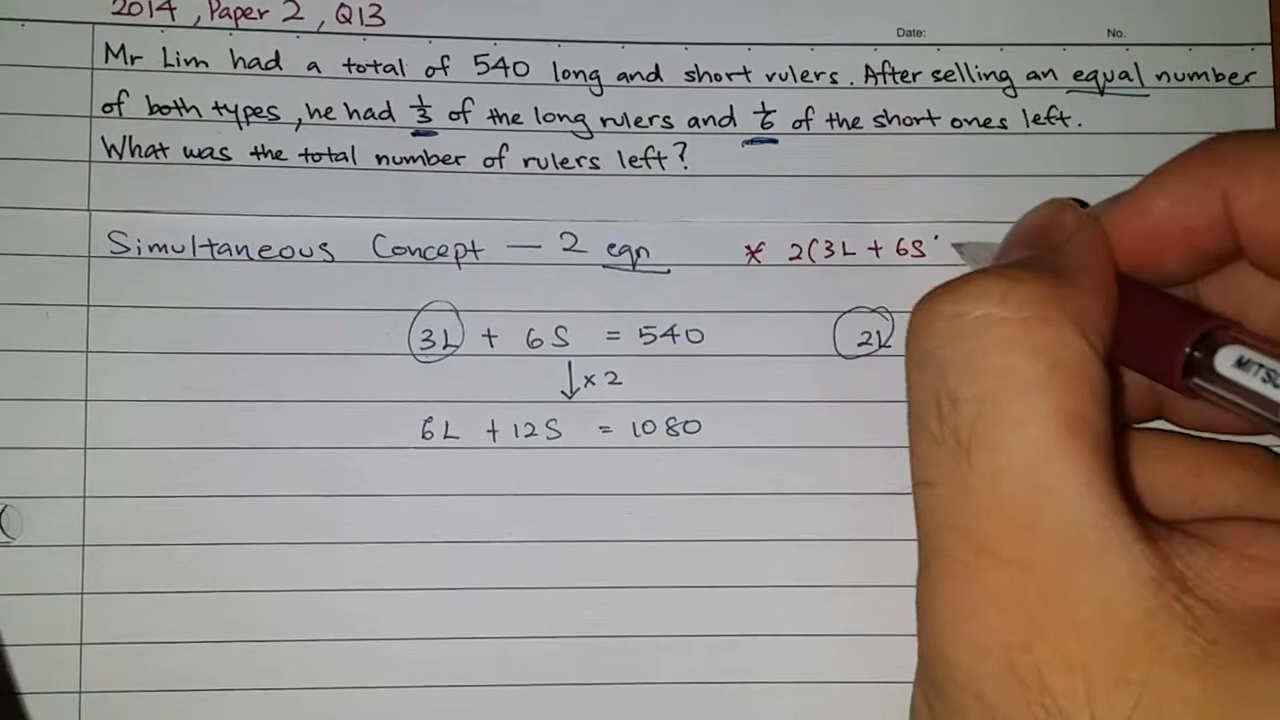 2014, Paper 2, Q13
Date: No.
Mr Lim had a total of 540 long and short rulers. After selling an equal number
of both types, he had 1/3 of the long rulers and 1/6 of the short ones left.
What was the total number of rulers left?
Simultaneous Concept — 2 eqn * 2(3L + 6S
3L + 6S = 540 2L
↓ x 2
6L + 12S = 1080
MITSU